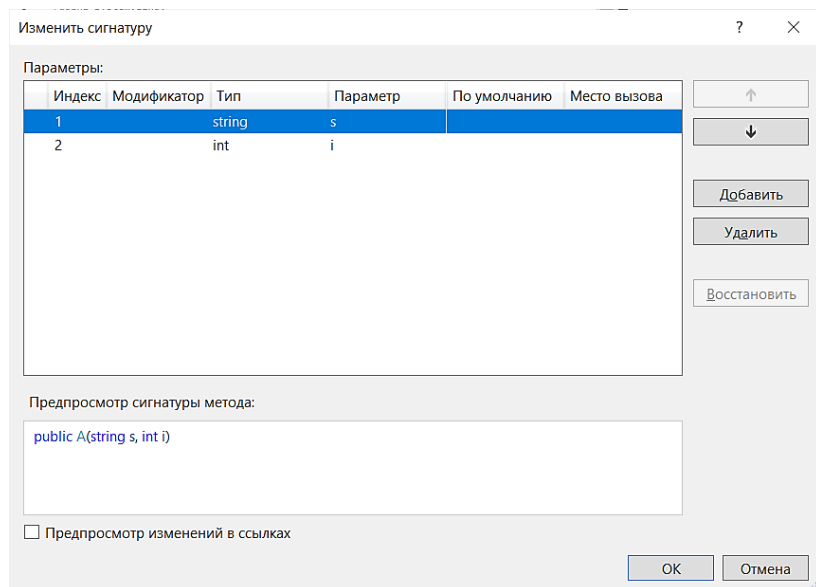 Изменить сигнатуру ?
Параметры:
Индекс Модификатор Тип Параметр По умолчанию Место вызова
1 string s
2 int i
Добавить
Удалить
Восстановить
Предпросмотр сигнатуры метода:
public A(string s, int i)
Предпросмотр изменений в ссылках
OK Отмена